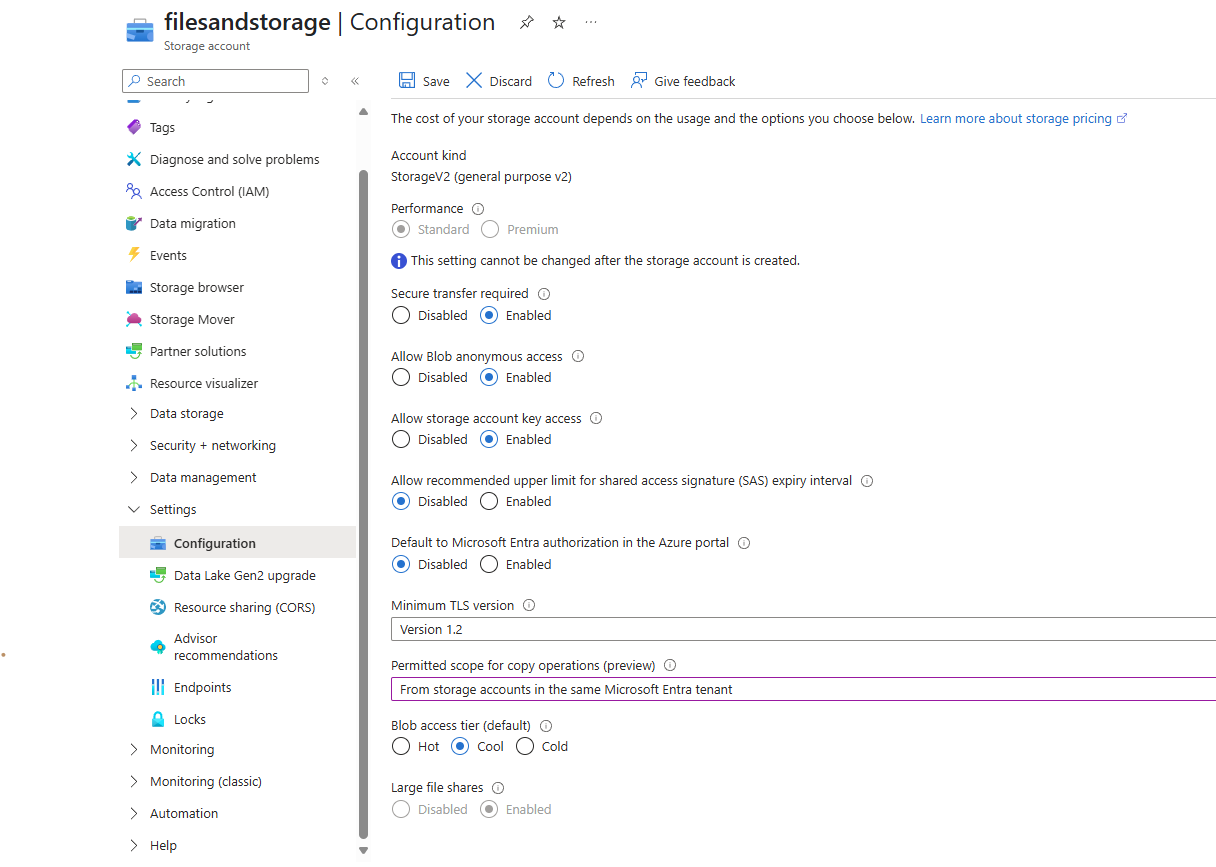 filesandstorage | Configuration
Storage account
Search
Tags
Diagnose and solve problems
Access Control (IAM)
Data migration
Events
Storage browser
Storage Mover
Partner solutions
Resource visualizer
Data storage
Security + networking
Data management
Settings
Configuration
Data Lake Gen2 upgrade
Resource sharing (CORS)
Advisor
recommendations
Endpoints
Locks
Monitoring
Monitoring (classic)
Automation
Help
Save Discard Refresh Give feedback
The cost of your storage account depends on the usage and the options you choose below. Learn more about storage pricing
Account kind
StorageV2 (general purpose v2)
Performance
Standard Premium
This setting cannot be changed after the storage account is created.
Secure transfer required
Disabled Enabled
Allow Blob anonymous access
Disabled Enabled
Allow storage account key access
Disabled Enabled
Allow recommended upper limit for shared access signature (SAS) expiry interval
Disabled Enabled
Default to Microsoft Entra authorization in the Azure portal
Disabled Enabled
Minimum TLS version
Version 1.2
Permitted scope for copy operations (preview)
From storage accounts in the same Microsoft Entra tenant
Blob access tier (default)
Hot Cool Cold
Large file shares
Disabled Enabled